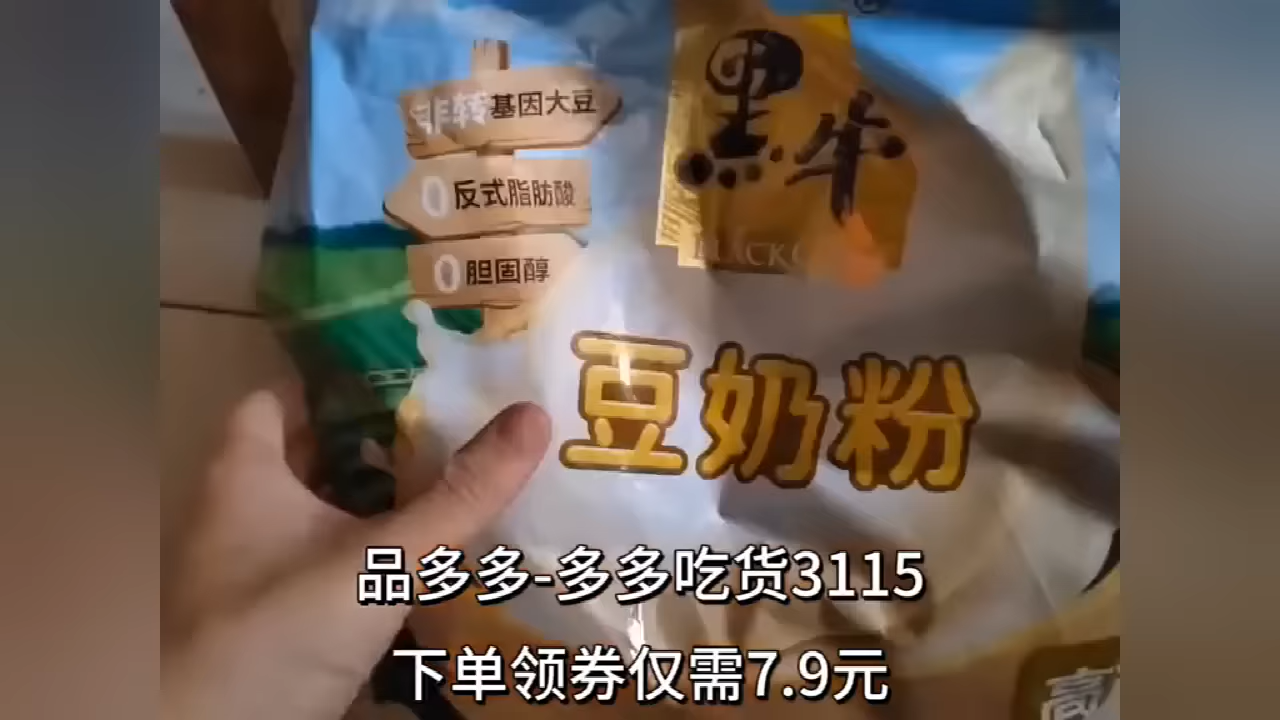 非转基因大豆
0反式脂肪酸
0胆固醇
®
黑牛
豆奶粉
品多多-多多吃货3115
下单领券仅需7.9元